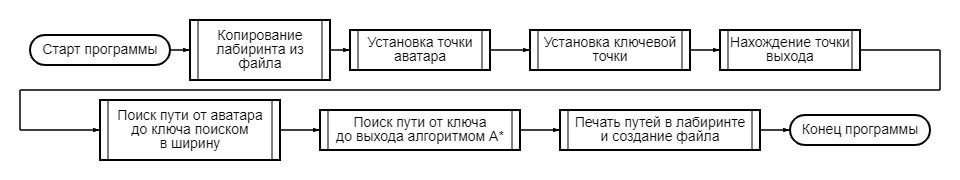 Старт программы
Копирование
лабиринта из
файла
Установка точки
аватара
Установка ключевой
точки
Нахождение точки
выхода
Поиск пути от аватара
до ключа поиском
в ширину
Поиск пути от ключа
до выхода алгоритмом А*
Печать путей в лабиринте
и создание файла
Конец программы